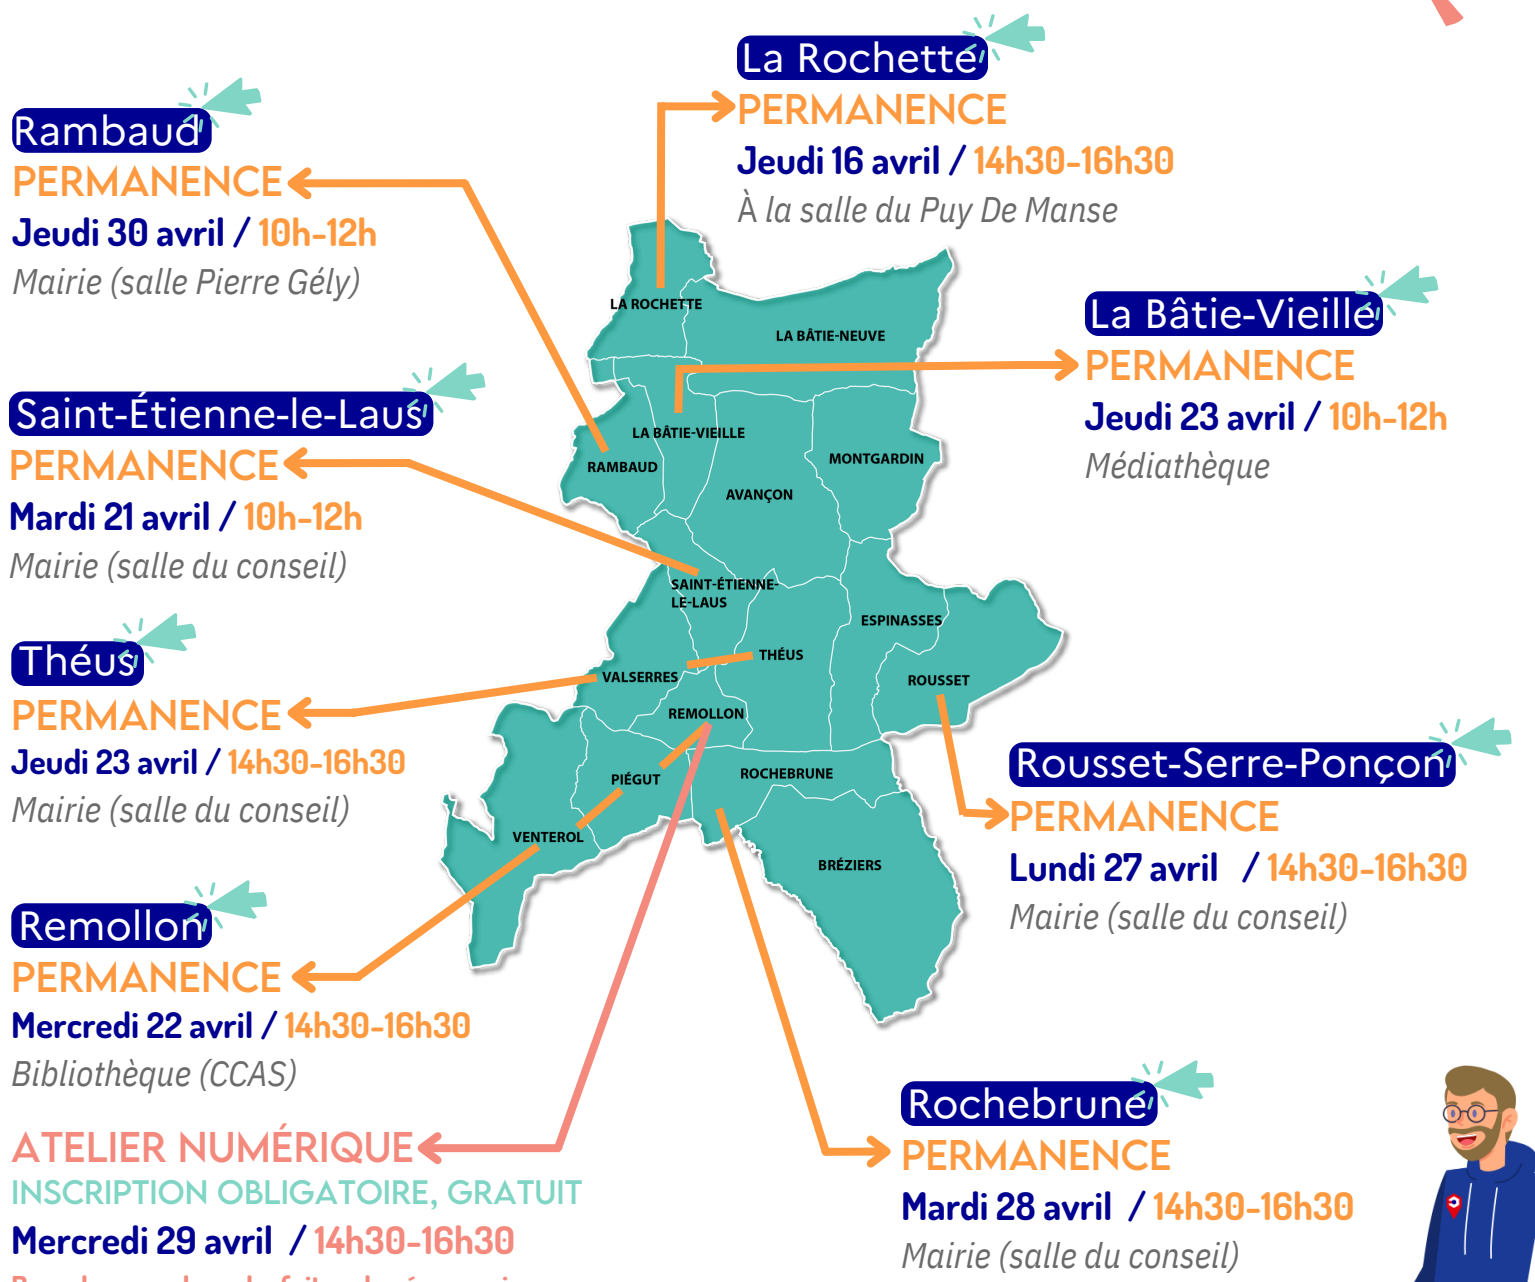 La Rochette
PERMANENCE
Jeudi 16 avril / 14h30-16h30
À la salle du Puy De Manse
Rambaud
PERMANENCE
Jeudi 30 avril / 10h-12h
Mairie (salle Pierre Gély)
La Bâtie-Vieille
PERMANENCE
Jeudi 23 avril / 10h-12h
Médiathèque
Saint-Étienne-le-Laus
PERMANENCE
Mardi 21 avril / 10h-12h
Mairie (salle du conseil)
Théus
PERMANENCE
Jeudi 23 avril / 14h30-16h30
Mairie (salle du conseil)
LA ROCHETTE
LA BÂTIE-NEUVE
LA BÂTIE-VIEILLE
RAMBAUD
MONTGARDIN
AVANÇON
SAINT-ÉTIENNE-
LE-LAUS
ESPINASSES
THÉUS
VALSERRES
ROUSSET
REMOLLON
PIÉGUT
ROCHEBRUNE
VENTEROL
BRÉZIERS
Rousset-Serre-Ponçon
PERMANENCE
Lundi 27 avril / 14h30-16h30
Mairie (salle du conseil)
Remollon
PERMANENCE
Mercredi 22 avril / 14h30-16h30
Bibliothèque (CCAS)
ATELIER NUMÉRIQUE
INSCRIPTION OBLIGATOIRE, GRATUIT
Mercredi 29 avril / 14h30-16h30
Rochebrune
PERMANENCE
Mardi 28 avril / 14h30-16h30
Mairie (salle du conseil)